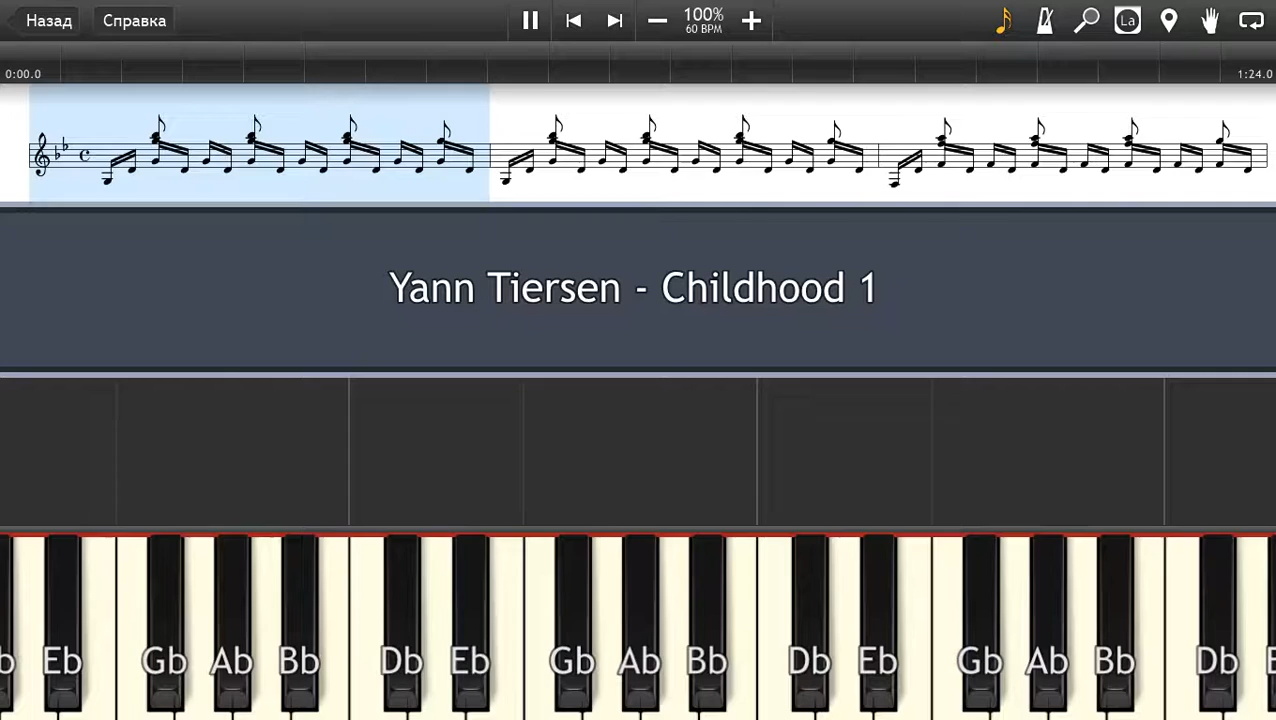 Назад Справка 100% La
60 BPM
0:00.0 1:24.0
Yann Tiersen - Childhood 1
b Eb Gb Ab Bb Db Eb Gb Ab Bb Db Eb Gb Ab Bb Db E